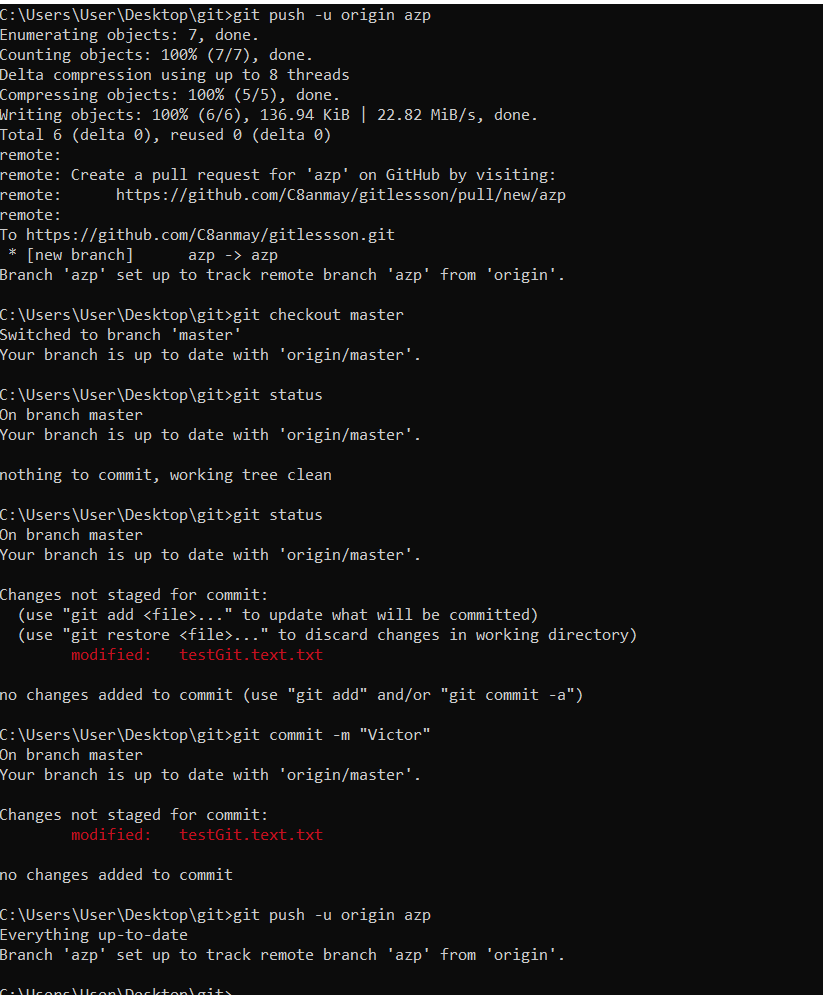 C:\Users\User\Desktop\git>git push -u origin azp
Enumerating objects: 7, done.
Counting objects: 100% (7/7), done.
Delta compression using up to 8 threads
Compressing objects: 100% (5/5), done.
Writing objects: 100% (6/6), 136.94 KiB | 22.82 MiB/s, done.
Total 6 (delta 0), reused 0 (delta 0)
remote:
remote: Create a pull request for 'azp' on GitHub by visiting:
remote:      https://github.com/C8anmay/gitlessson/pull/new/azp
remote:
To https://github.com/C8anmay/gitlessson.git
 * [new branch]      azp -> azp
Branch 'azp' set up to track remote branch 'azp' from 'origin'.
C:\Users\User\Desktop\git>git checkout master
Switched to branch 'master'
Your branch is up to date with 'origin/master'.
C:\Users\User\Desktop\git>git status
On branch master
Your branch is up to date with 'origin/master'.
nothing to commit, working tree clean
C:\Users\User\Desktop\git>git status
On branch master
Your branch is up to date with 'origin/master'.
Changes not staged for commit:
  (use "git add <file>..." to update what will be committed)
  (use "git restore <file>..." to discard changes in working directory)
        modified:   testGit.text.txt
no changes added to commit (use "git add" and/or "git commit -a")
C:\Users\User\Desktop\git>git commit -m "Victor"
On branch master
Your branch is up to date with 'origin/master'.
Changes not staged for commit:
        modified:   testGit.text.txt
no changes added to commit
C:\Users\User\Desktop\git>git push -u origin azp
Everything up-to-date
Branch 'azp' set up to track remote branch 'azp' from 'origin'.
C:\Users\User\Desktop\git>